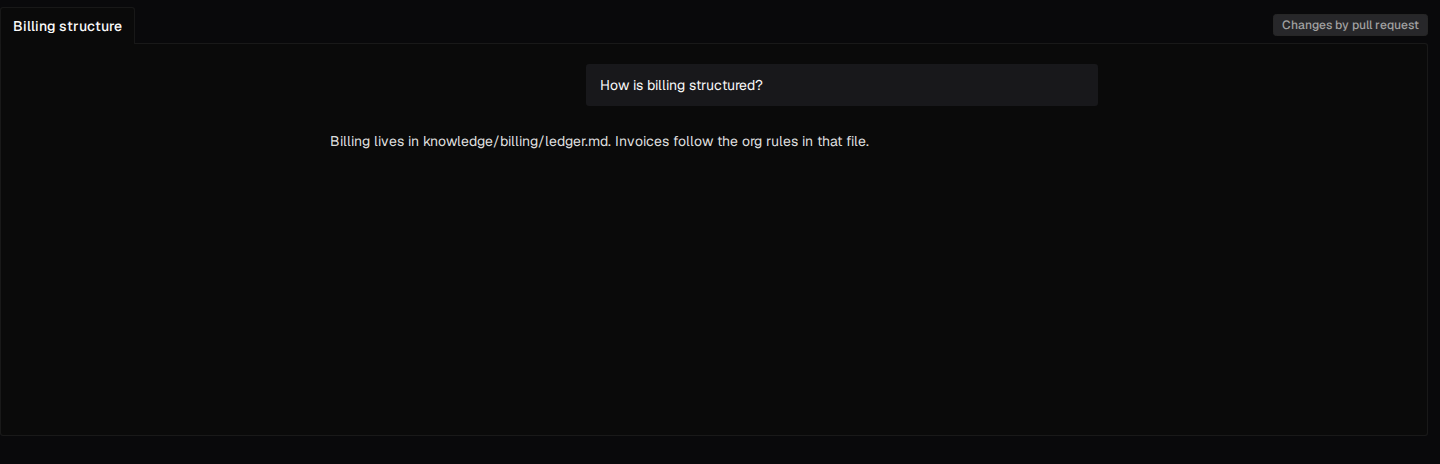 Billing structure
Changes by pull request
How is billing structured?
Billing lives in knowledge/billing/ledger.md. Invoices follow the org rules in that file.